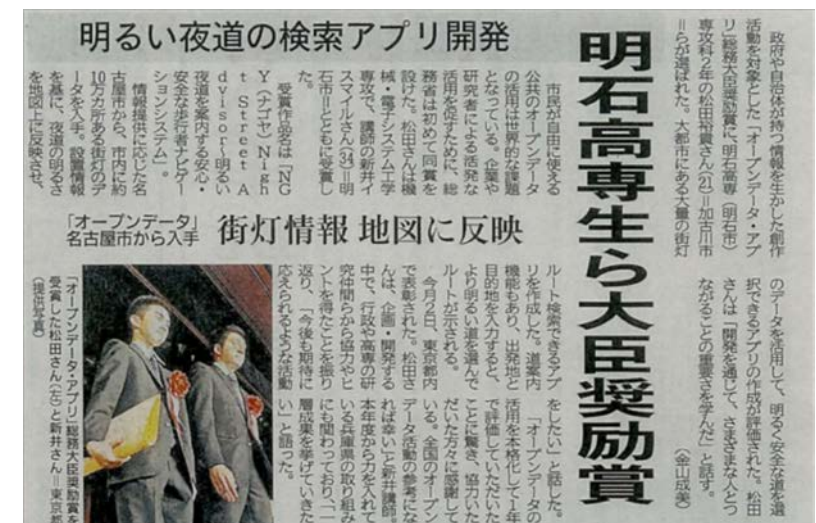 明るい夜道の検索アプリ開発
明石高専生ら大臣奨励賞
「オープンデータ」
名古屋市から入手
街灯情報 地図に反映
政府や自治体が持つ情報を生かした創作
活動を対象とした「オープンデータ・アプ
リ」総務大臣奨励賞に、明石高専（明石市）
専攻科2年の松田裕貴さん(21)＝加古川市
＝らが選ばれた。大都市にある大量の街灯
のデータを活用して、明るく安全な道を選
択できるアプリの作成が評価された。松田
さんは「開発を通じて、さまざまな人とつ
ながることの重要さを学んだ」と話す。
（金山成美）
市民が自由に使える
公共のオープンデータ
の活用は世界的な課題
となっている。企業や
研究者による活発な
活用を促すために、総
務省は初めて同賞を
設けた。松田さんは機
械・電子システム工学
専攻で、講師の新井イ
スマイルさん(34)＝明
石市＝とともに受賞し
た。
受賞作品名は「NG
Y（ナゴヤ）Nigh
t Street A
dvisor～明るい
夜道を案内する安心・
安全な歩行者ナビゲー
ションシステム」。
情報提供に応じた名
古屋市から、市内に約
10万カ所ある街灯のデ
ータを入手。設置情報
を基に、夜道の明るさ
を地図上に反映させ、
ルート検索できるアプ
リを作成した。道案内
機能もあり、出発地と
目的地を入力すると、
より明るい道を選んで
ルートが示される。
今月2日、東京都内
で表彰された。松田さ
んは、企画・開発する
中で、行政や高専の研
究仲間らから協力やヒ
ントを得たことを振り
返り、「今後も期待に
応えられるような活動
をしたい」と話した。
「オープンデータの
活用を本格化して1年
で評価していただいた
ことに驚き、協力いた
だいた方々に感謝して
いる。全国のオープン
データ活動の参考にな
れば幸い」と新井講師。
本年度から力を入れて
いる兵庫県の取り組み
にも関わっており、「一
層成果を挙げていきた
い」と語った。
「オープンデータ・アプリ」総務大臣奨励賞を
受賞した松田さん（左）と新井さん＝東京都
（提供写真）